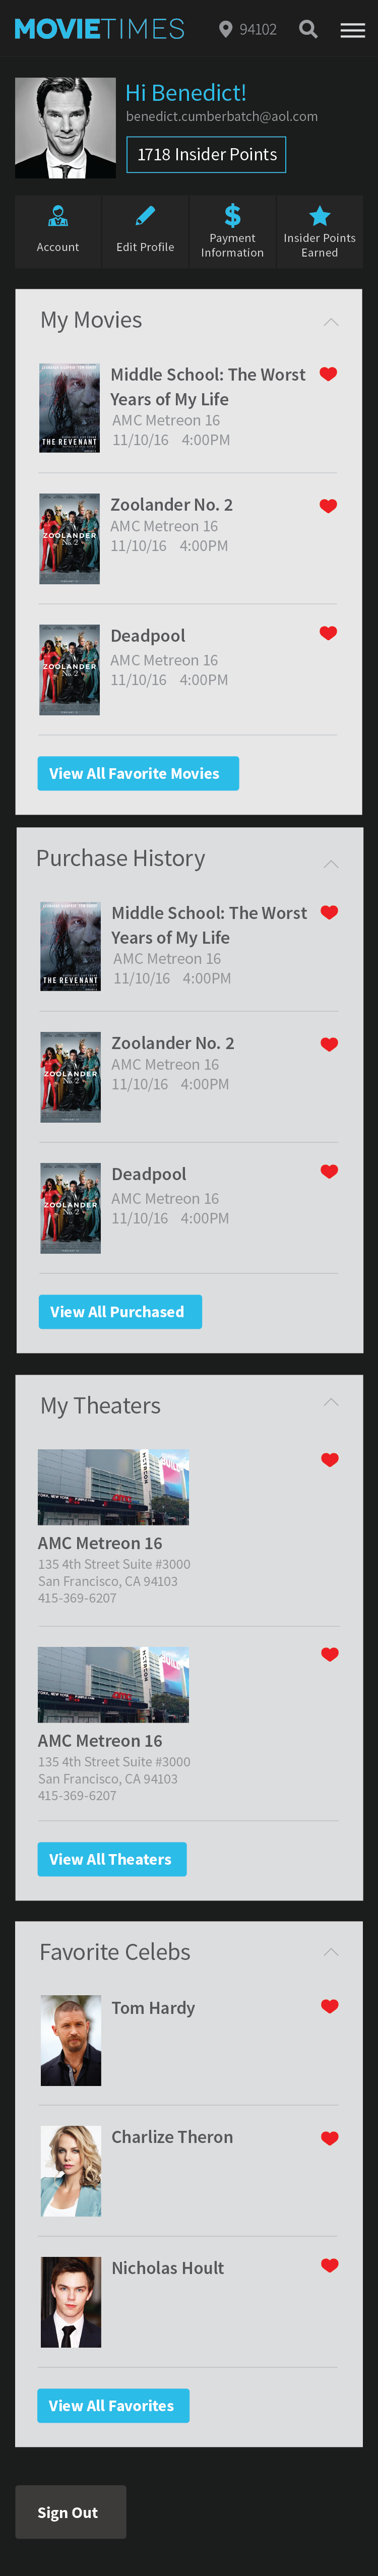 MOVIETIMES 94102
Hi Benedict!
benedict.cumberbatch@aol.com
1718 Insider Points
Account
Edit Profile
Payment
Information
Insider Points
Earned
My Movies
THE REVENANT
Middle School: The Worst
Years of My Life
AMC Metreon 16
11/10/16 4:00PM
ZOOLANDER
No. 2
Zoolander No. 2
AMC Metreon 16
11/10/16 4:00PM
ZOOLANDER
No. 2
Deadpool
AMC Metreon 16
11/10/16 4:00PM
View All Favorite Movies
Purchase History
THE REVENANT
Middle School: The Worst
Years of My Life
AMC Metreon 16
11/10/16 4:00PM
ZOOLANDER
No. 2
Zoolander No. 2
AMC Metreon 16
11/10/16 4:00PM
ZOOLANDER
No. 2
Deadpool
AMC Metreon 16
11/10/16 4:00PM
View All Purchased
My Theaters
METREON
AMC Metreon 16
135 4th Street Suite #3000
San Francisco, CA 94103
415-369-6207
METREON
AMC Metreon 16
135 4th Street Suite #3000
San Francisco, CA 94103
415-369-6207
View All Theaters
Favorite Celebs
Tom Hardy
Charlize Theron
Nicholas Hoult
View All Favorites
Sign Out